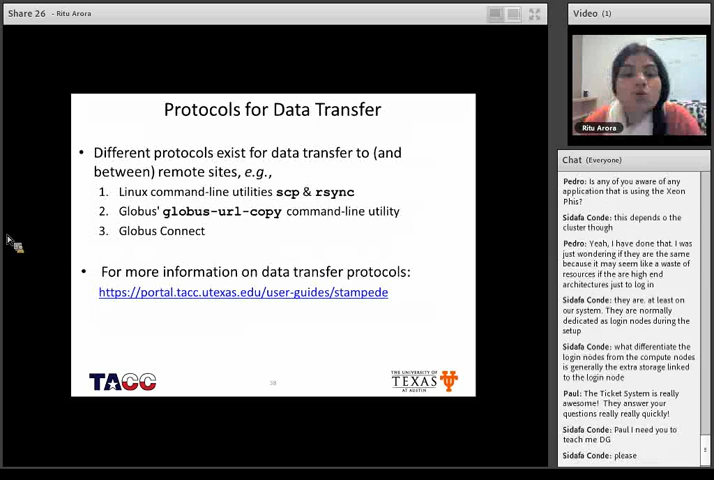 Share 26 - Ritu Arora
Video (1)
Ritu Arora
Protocols for Data Transfer
• Different protocols exist for data transfer to (and
between) remote sites, e.g.,
1. Linux command-line utilities scp & rsync
2. Globus' globus-url-copy command-line utility
3. Globus Connect
• For more information on data transfer protocols:
https://portal.tacc.utexas.edu/user-guides/stampede
TACC
38
THE UNIVERSITY OF
TEXAS
AT AUSTIN
Chat (Everyone)
Pedro: Is any of you aware of any
application that is using the Xeon
Phis?
Sidafa Conde: this depends o the
cluster though
Pedro: Yeah, I have done that. I was
just wondering if they are the same
because it may seem like a waste of
resources if the are high end
architectures just to log in
Sidafa Conde: they are. at least on
our system. They are normally
dedicated as login nodes during the
setup
Sidafa Conde: what differentiate the
login nodes from the compute nodes
is generally the extra storage linked
to the login node
Paul: The Ticket System is really
awesome! They answer your
questions really really quickly!
Sidafa Conde: Paul I need you to
teach me DG
Sidafa Conde: please